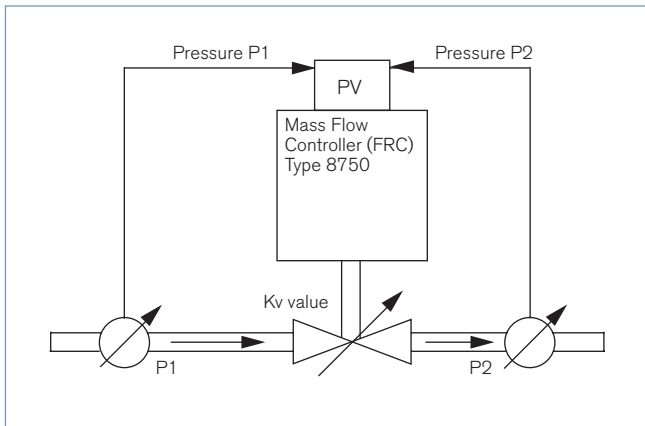 Pressure P1
Pressure P2
PV
Mass Flow
Controller (FRC)
Type 8750
Kv value
P1
P2